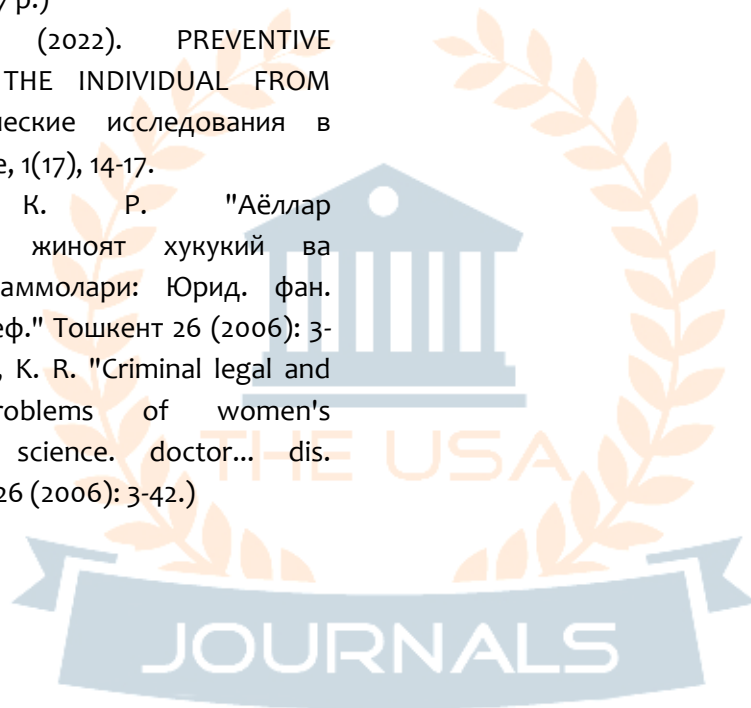 7 p.)
(2022). PREVENTIVE
THE INDIVIDUAL FROM
еские исследования в
е, 1(17), 14-17.
К. Р. "Аёллар
жиноят хукукий ва
аммолари: Юрид. фан.
еф." Тошкент 26 (2006): 3-
, K. R. "Criminal legal and
roblems of women's
science. doctor... dis.
26 (2006): 3-42.)
THE USA
JOURNALS